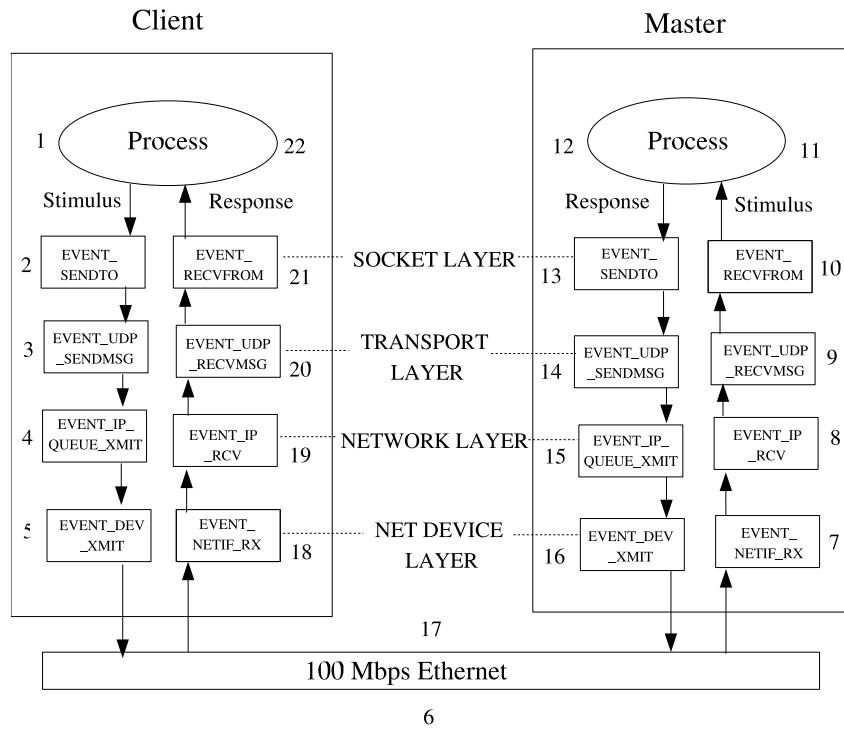 Client
Master
1
Process
22
12
Process
11
Stimulus
Response
Response
Stimulus
2
EVENT_
SENDTO
EVENT_
RECVFROM
21
SOCKET LAYER
13
EVENT_
SENDTO
EVENT_
RECVFROM
10
3
EVENT_UDP
_SENDMSG
EVENT_UDP
_RECVMSG
20
TRANSPORT
LAYER
14
EVENT_UDP
_SENDMSG
EVENT_UDP
_RECVMSG
9
4
EVENT_IP_
QUEUE_XMIT
EVENT_IP
_RCV
19
NETWORK LAYER
15
EVENT_IP_
QUEUE_XMIT
EVENT_IP
_RCV
8
5
EVENT_DEV
_XMIT
EVENT_
NETIF_RX
18
NET DEVICE
LAYER
16
EVENT_DEV
_XMIT
EVENT_
NETIF_RX
7
17
100 Mbps Ethernet
6